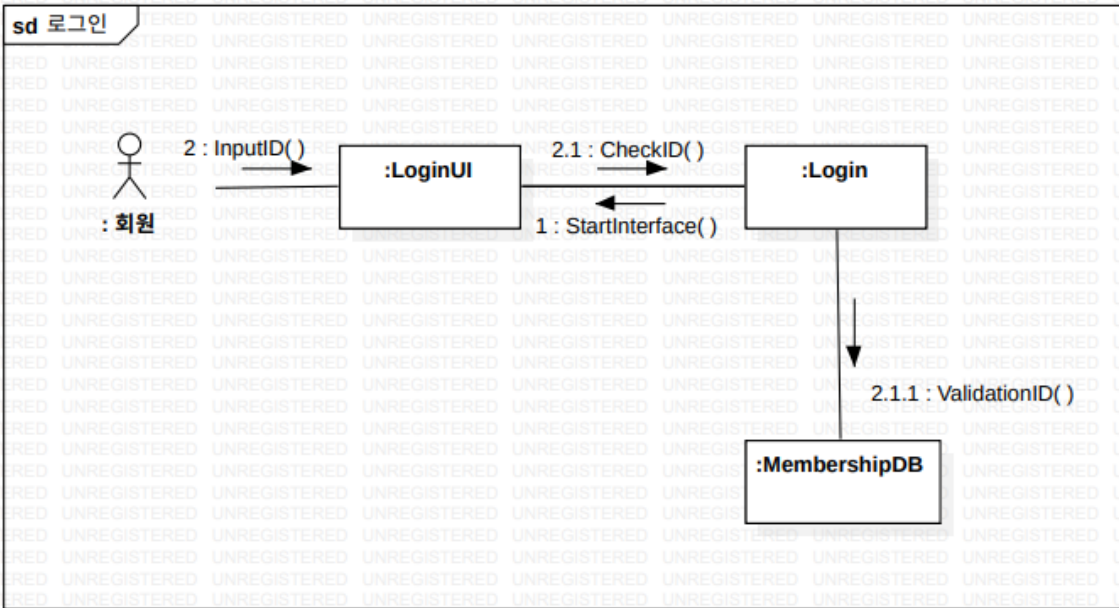 sd 로그인
2 : InputID( )
2.1 : CheckID( )
:LoginUI
:Login
: 회원
1 : StartInterface( )
2.1.1 : ValidationID( )
:MembershipDB
UNREGISTERED